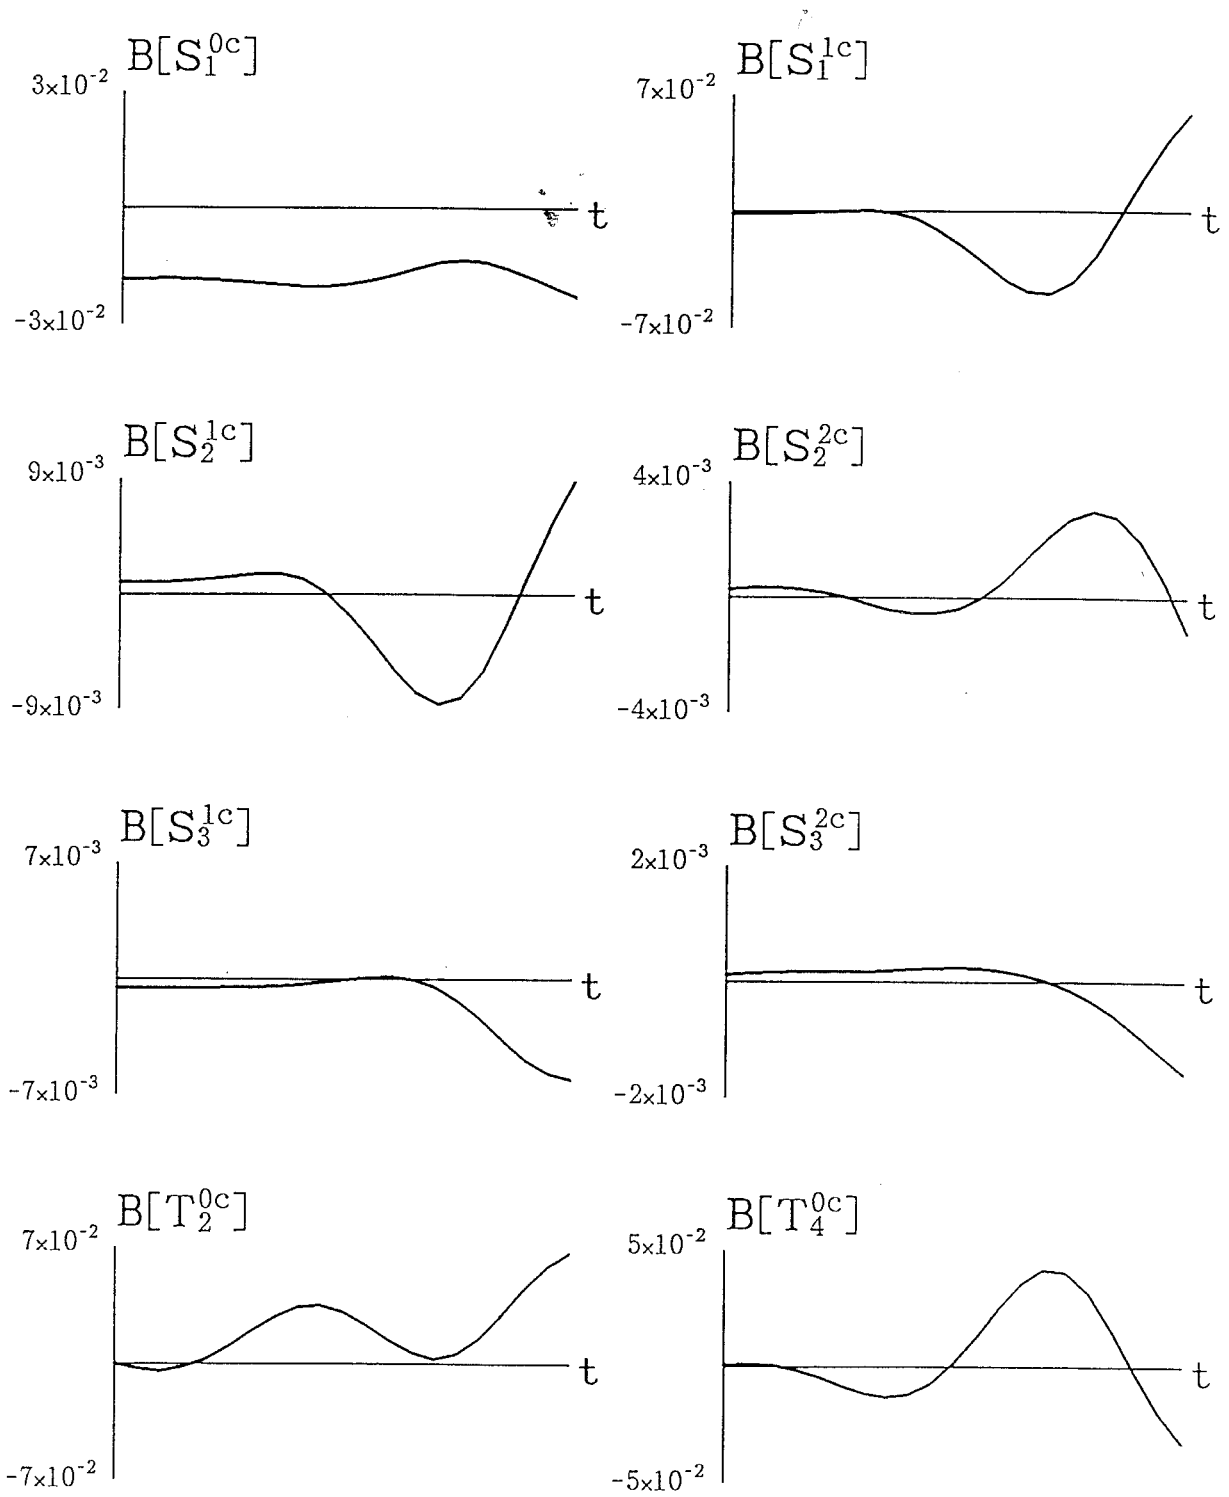 B[S₁⁰ᶜ]
3×10⁻²
t
-3×10⁻²
B[S₁¹ᶜ]
7×10⁻²
t
-7×10⁻²
B[S₂¹ᶜ]
9×10⁻³
t
-9×10⁻³
B[S₂²ᶜ]
4×10⁻³
t
-4×10⁻³
B[S₃¹ᶜ]
7×10⁻³
t
-7×10⁻³
B[S₃²ᶜ]
2×10⁻³
t
-2×10⁻³
B[T₂⁰ᶜ]
7×10⁻²
t
-7×10⁻²
B[T₄⁰ᶜ]
5×10⁻²
t
-5×10⁻²